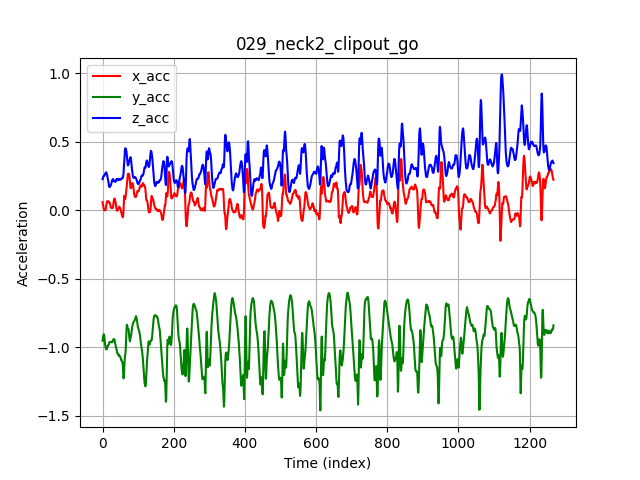 029_neck2_clipout_go
x_acc
y_acc
z_acc
1.0
0.5
0.0
−0.5
−1.0
−1.5
Acceleration
0 200 400 600 800 1000 1200
Time (index)